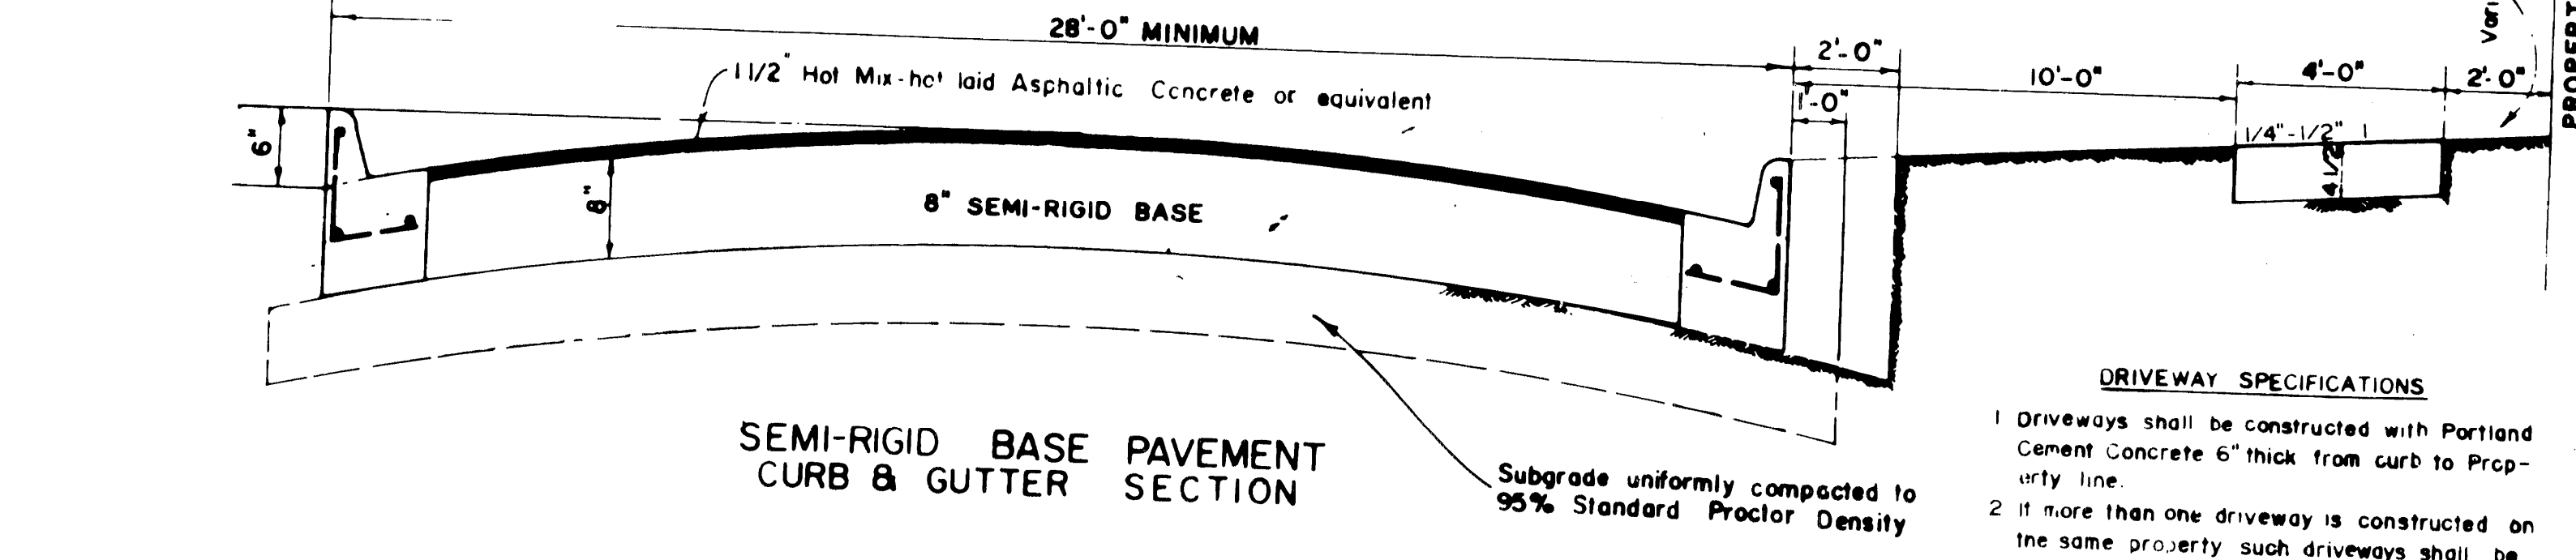 28'-0" MINIMUM
2'-0"
10'-0"
4'-0"
2'-0"
Vari
PROPERT
1 1/2" Hot Mix-hot laid Asphaltic Concrete or equivalent
1'-0"
6"
1/4"-1/2"
1
4 1/2"
8"
8" SEMI-RIGID BASE
SEMI-RIGID BASE PAVEMENT
CURB & GUTTER SECTION
Subgrade uniformly compacted to
95% Standard Proctor Density
DRIVEWAY SPECIFICATIONS
1 Driveways shall be constructed with Portland
Cement Concrete 6" thick from curb to Prop-
erty line.
2 If more than one driveway is constructed on
the same property such driveways shall be